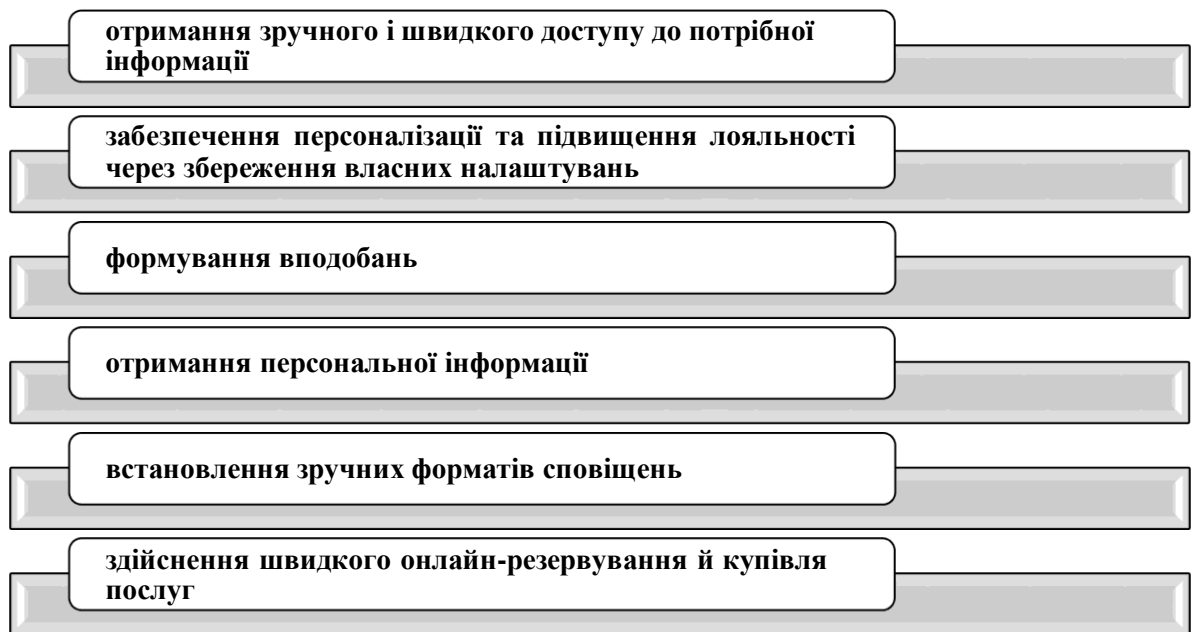 отримання зручного і швидкого доступу до потрібної
інформації
забезпечення персоналізації та підвищення лояльності
через збереження власних налаштувань
формування вподобань
отримання персональної інформації
встановлення зручних форматів сповіщень
здійснення швидкого онлайн-резервування й купівля
послуг